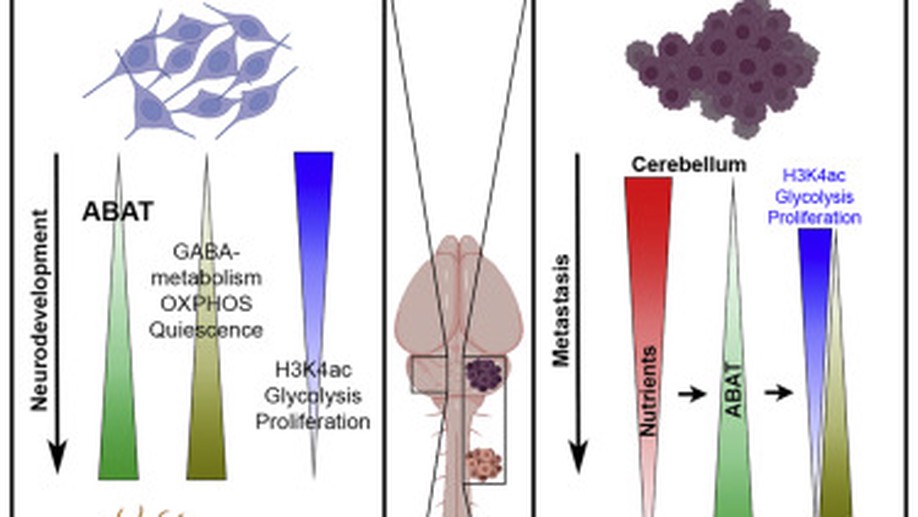 Neurodevelopment
ABAT
GABA-
metabolism
OXPHOS
Quiescence
H3K4ac
Glycolysis
Proliferation
Metastasis
Cerebellum
Nutrients
ABAT
H3K4ac
Glycolysis
Proliferation